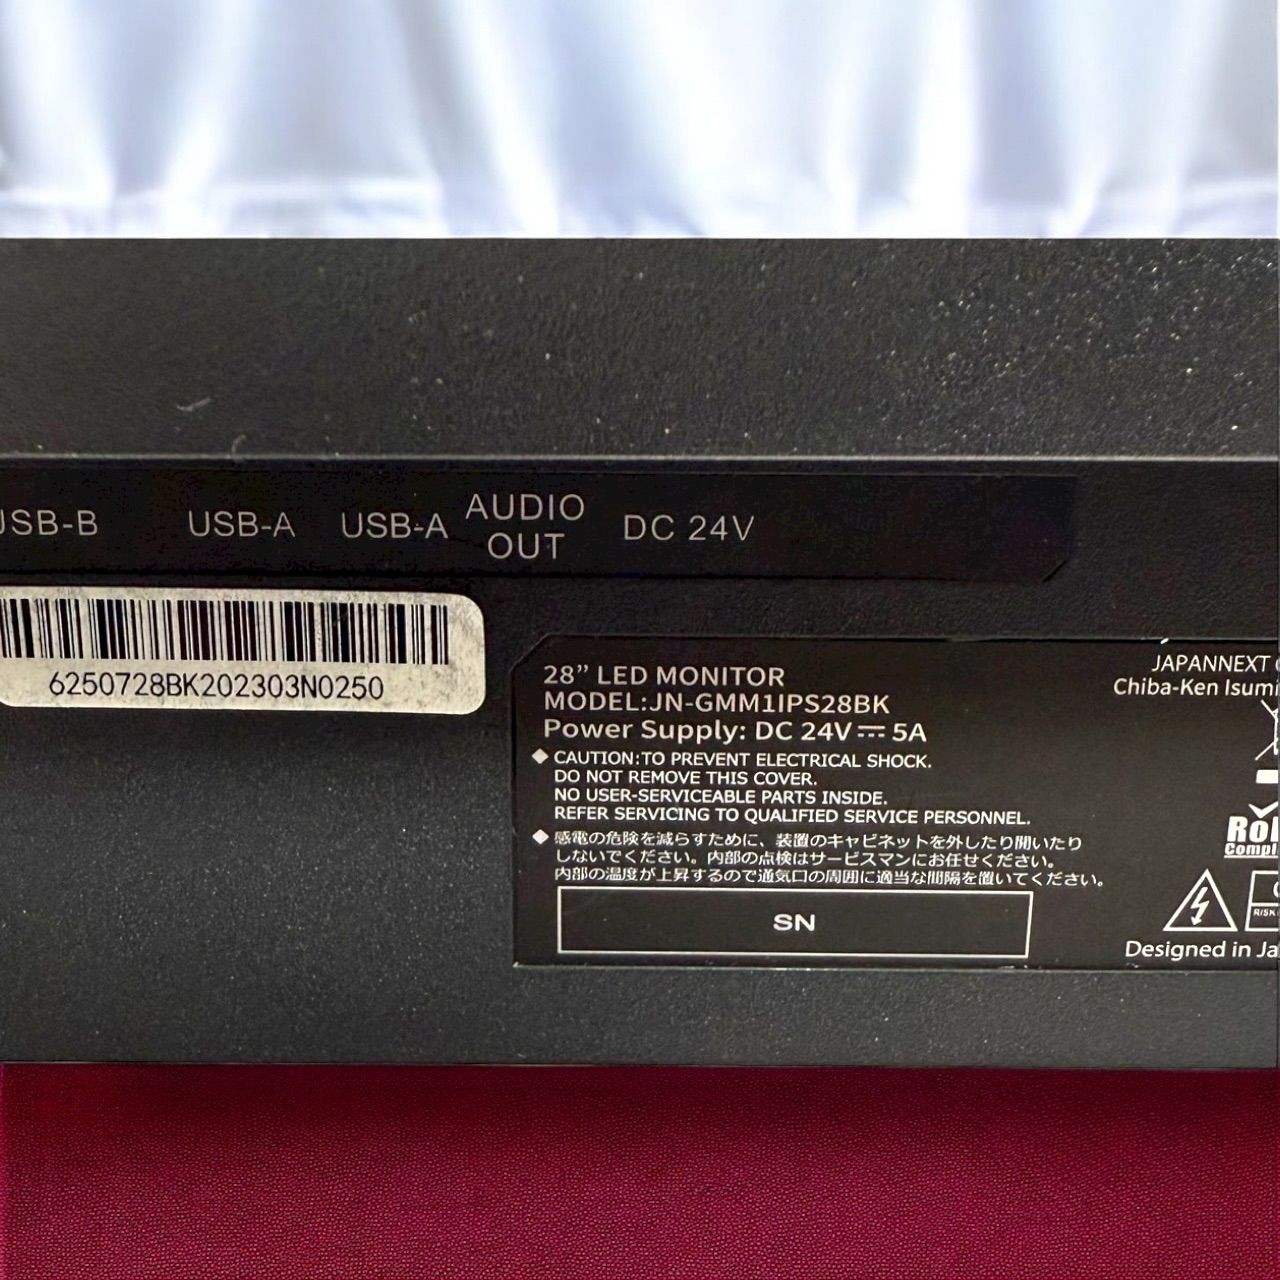 USB-B USB-A USB-A AUDIO OUT DC 24V
6250728BK202303N0250
28” LED MONITOR
MODEL:JN-GMM1IPS28BK
Power Supply: DC 24V⎓5A
◆ CAUTION:TO PREVENT ELECTRICAL SHOCK.
DO NOT REMOVE THIS COVER.
NO USER-SERVICEABLE PARTS INSIDE.
REFER SERVICING TO QUALIFIED SERVICE PERSONNEL.
◆ 感電の危険を減らすために、装置のキャビネットを外したり開いたり
しないでください。内部の点検はサービスマンにお任せください。
内部の温度が上昇するので通気口の周囲に適当な間隔を置いてください。
SN
JAPANNEXT
Chiba-Ken Isumi
RoH
Compl
RISK
Designed in Ja